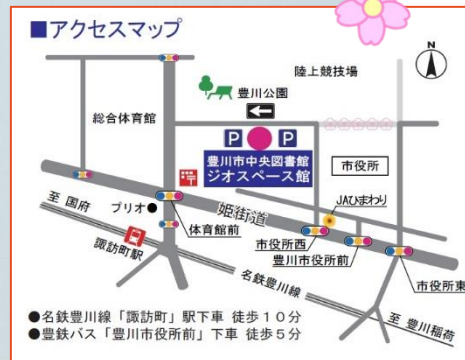 ■アクセスマップ
N
陸上競技場
豊川公園
総合体育館
P P
豊川市中央図書館
ジオスペース館
市役所
JAひまわり
至 国府
プリオ●
体育館前
姫街道
諏訪町駅
市役所西
豊川市役所前
市役所東
名鉄豊川線
至 豊川稲荷
●名鉄豊川線「諏訪町」駅下車 徒歩10分
●豊鉄バス「豊川市役所前」下車 徒歩5分